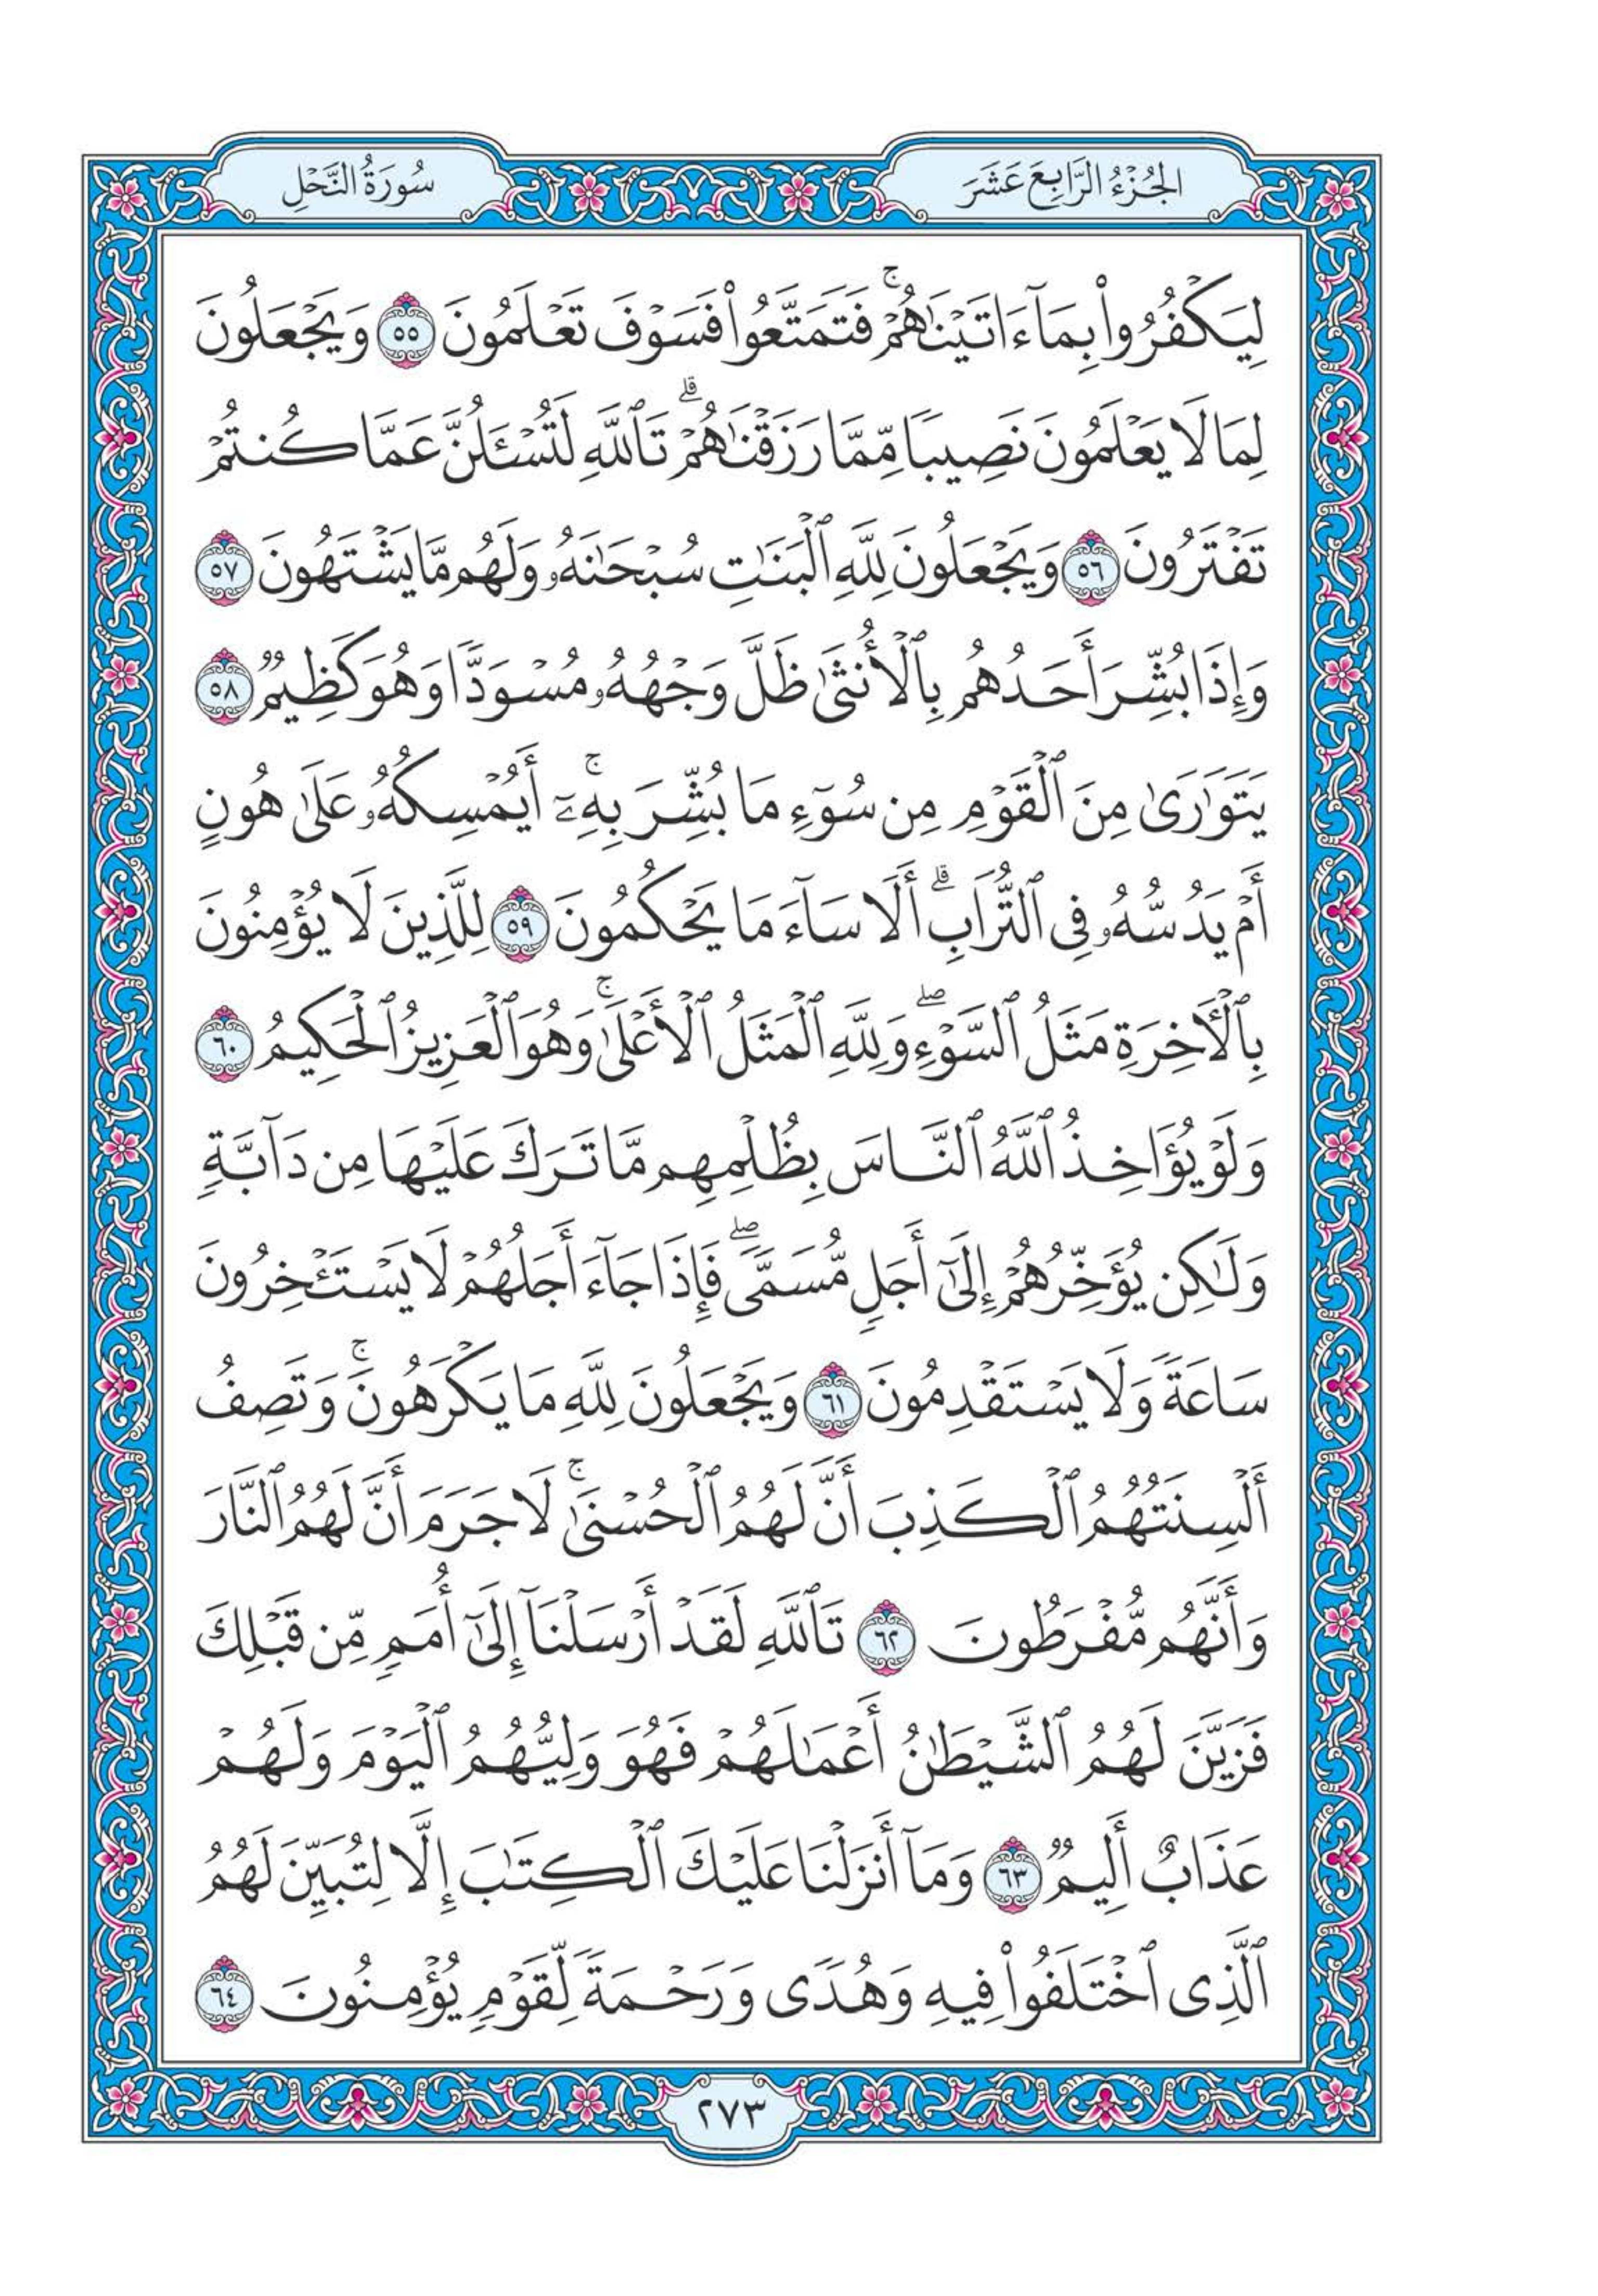 الجُزْءُ الرَّابِعَ عَشَرَ
سُورَةُ النَّحْلِ
لِيَكْفُرُوا۟ بِمَآ ءَاتَيْنَٰهُمْ ۚ فَتَمَتَّعُوا۟ فَسَوْفَ تَعْلَمُونَ ٥٥ وَيَجْعَلُونَ
لِمَا لَا يَعْلَمُونَ نَصِيبًا مِّمَّا رَزَقْنَٰهُمْ ۗ تَٱللَّهِ لَتُسْـَٔلُنَّ عَمَّا كُنتُمْ
تَفْتَرُونَ ٥٦ وَيَجْعَلُونَ لِلَّهِ ٱلْبَنَٰتِ سُبْحَٰنَهُۥ وَلَهُم مَّا يَشْتَهُونَ ٥٧
وَإِذَا بُشِّرَ أَحَدُهُم بِٱلْأُنثَىٰ ظَلَّ وَجْهُهُۥ مُسْوَدًّا وَهُوَ كَظِيمٌ ٥٨
يَتَوَٰرَىٰ مِنَ ٱلْقَوْمِ مِن سُوٓءِ مَا بُشِّرَ بِهِۦٓ ۚ أَيُمْسِكُهُۥ عَلَىٰ هُونٍ
أَمْ يَدُسُّهُۥ فِى ٱلتُّرَابِ ۗ أَلَا سَآءَ مَا يَحْكُمُونَ ٥٩ لِلَّذِينَ لَا يُؤْمِنُونَ
بِٱلْـَٔاخِرَةِ مَثَلُ ٱلسَّوْءِ ۖ وَلِلَّهِ ٱلْمَثَلُ ٱلْأَعْلَىٰ ۚ وَهُوَ ٱلْعَزِيزُ ٱلْحَكِيمُ ٦٠
وَلَوْ يُؤَاخِذُ ٱللَّهُ ٱلنَّاسَ بِظُلْمِهِم مَّا تَرَكَ عَلَيْهَا مِن دَآبَّةٍ
وَلَٰكِن يُؤَخِّرُهُمْ إِلَىٰٓ أَجَلٍ مُّسَمًّى ۖ فَإِذَا جَآءَ أَجَلُهُمْ لَا يَسْتَـْٔخِرُونَ
سَاعَةً وَلَا يَسْتَقْدِمُونَ ٦١ وَيَجْعَلُونَ لِلَّهِ مَا يَكْرَهُونَ ۚ وَتَصِفُ
أَلْسِنَتُهُمُ ٱلْكَذِبَ أَنَّ لَهُمُ ٱلْحُسْنَىٰ ۚ لَا جَرَمَ أَنَّ لَهُمُ ٱلنَّارَ
وَأَنَّهُم مُّفْرَطُونَ ٦٢ تَٱللَّهِ لَقَدْ أَرْسَلْنَآ إِلَىٰٓ أُمَمٍ مِّن قَبْلِكَ
فَزَيَّنَ لَهُمُ ٱلشَّيْطَٰنُ أَعْمَٰلَهُمْ فَهُوَ وَلِيُّهُمُ ٱلْيَوْمَ وَلَهُمْ
عَذَابٌ أَلِيمٌ ٦٣ وَمَآ أَنزَلْنَا عَلَيْكَ ٱلْكِتَٰبَ إِلَّا لِتُبَيِّنَ لَهُمُ
ٱلَّذِى ٱخْتَلَفُوا۟ فِيهِ وَهُدًى وَرَحْمَةً لِّقَوْمٍ يُؤْمِنُونَ ٦٤
٢٧٣